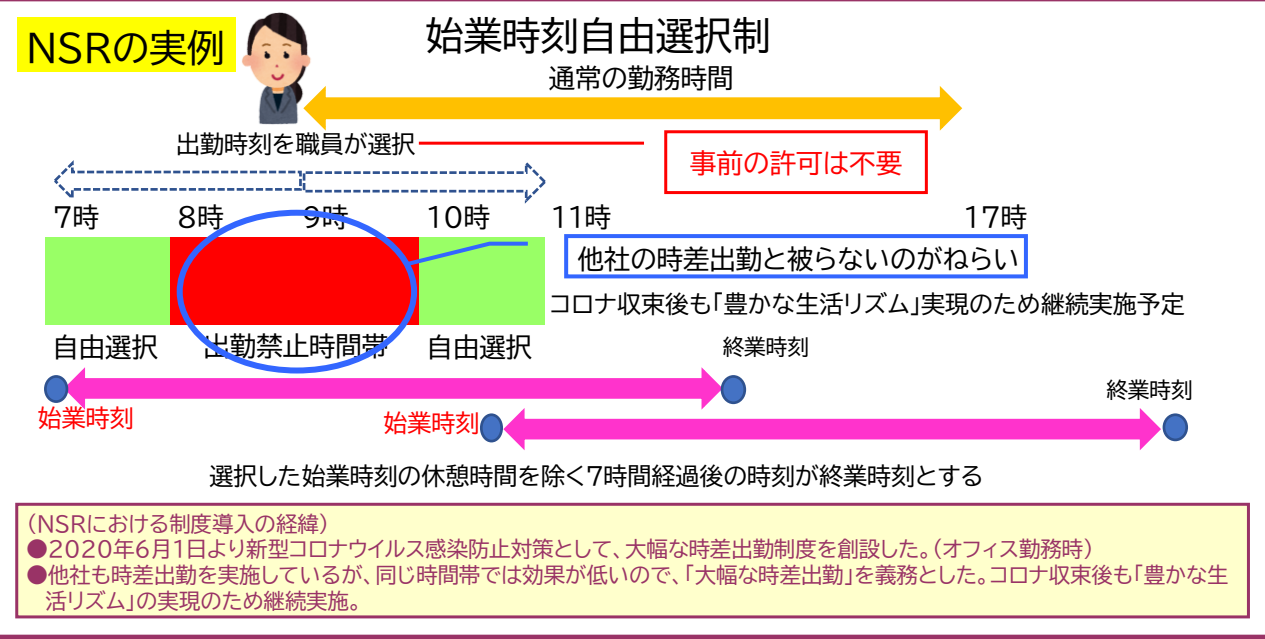 NSRの実例
始業時刻自由選択制
通常の勤務時間
出勤時刻を職員が選択
事前の許可は不要
7時 8時 9時 10時 11時 17時
他社の時差出勤と被らないのがねらい
コロナ収束後も「豊かな生活リズム」実現のため継続実施予定
自由選択 出勤禁止時間帯 自由選択 終業時刻
終業時刻
始業時刻 始業時刻
選択した始業時刻の休憩時間を除く7時間経過後の時刻が終業時刻とする
(NSRにおける制度導入の経緯)
●2020年6月1日より新型コロナウイルス感染防止対策として、大幅な時差出勤制度を創設した。(オフィス勤務時)
●他社も時差出勤を実施しているが、同じ時間帯では効果が低いので、「大幅な時差出勤」を義務とした。コロナ収束後も「豊かな生
活リズム」の実現のため継続実施。